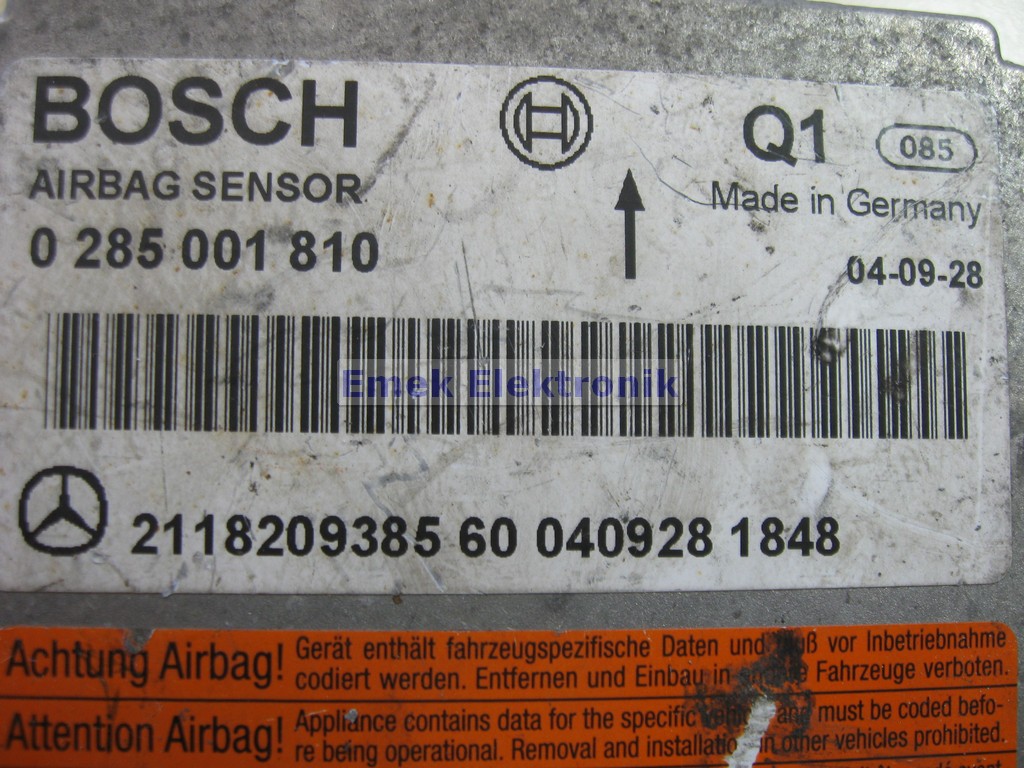 BOSCH
Q1
085
AIRBAG SENSOR
Made in Germany
0 285 001 810
04-09-28
Emek Elektronik
2118209385 60 040928 1848
Achtung Airbag!
Gerät enthält fahrzeugspezifische Daten und muß vor Inbetriebnahme
codiert werden. Entfernen und Einbau in Fahrzeuge verboten.
Attention Airbag!
Appliance contains data for the specific and must be coded befo-
re being operational. Removal and installation in other vehicles prohibited.